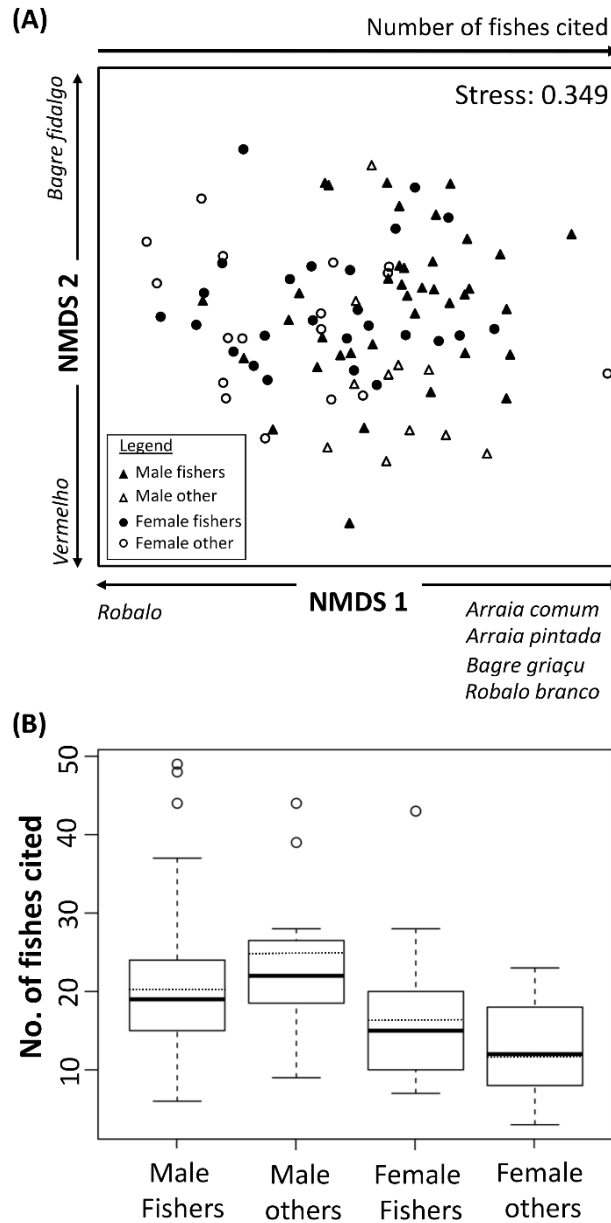 (A)
Number of fishes cited
Stress: 0.349
Bagre fidalgo
NMDS 2
Vermelho
Legend
Male fishers
Male other
Female fishers
Female other
Robalo
NMDS 1
Arraia comum
Arraia pintada
Bagre griaçu
Robalo branco
(B)
No. of fishes cited
50
40
30
20
10
Male Fishers
Male others
Female Fishers
Female others